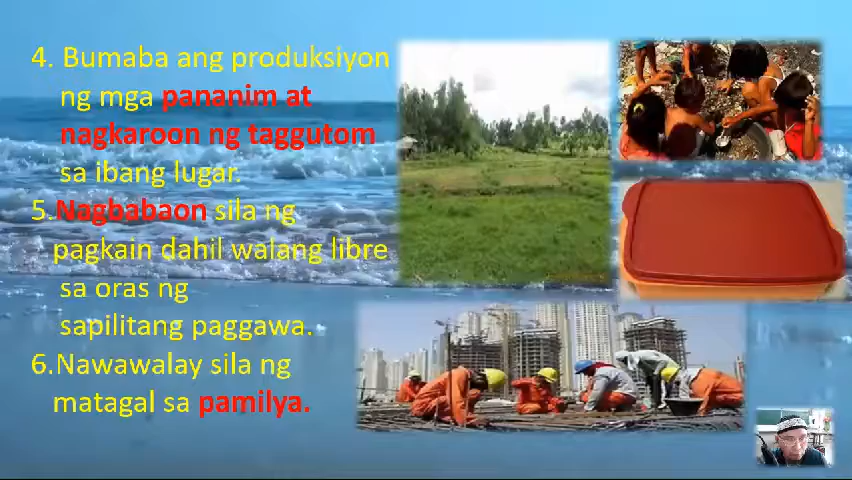 4. Bumaba ang produksiyon
ng mga pananim at
nagkaroon ng taggutom
sa ibang lugar.
5.Nagbabaon sila ng
pagkain dahil walang libre
sa oras ng
sapilitang paggawa.
6.Nawawalay sila ng
matagal sa pamilya.